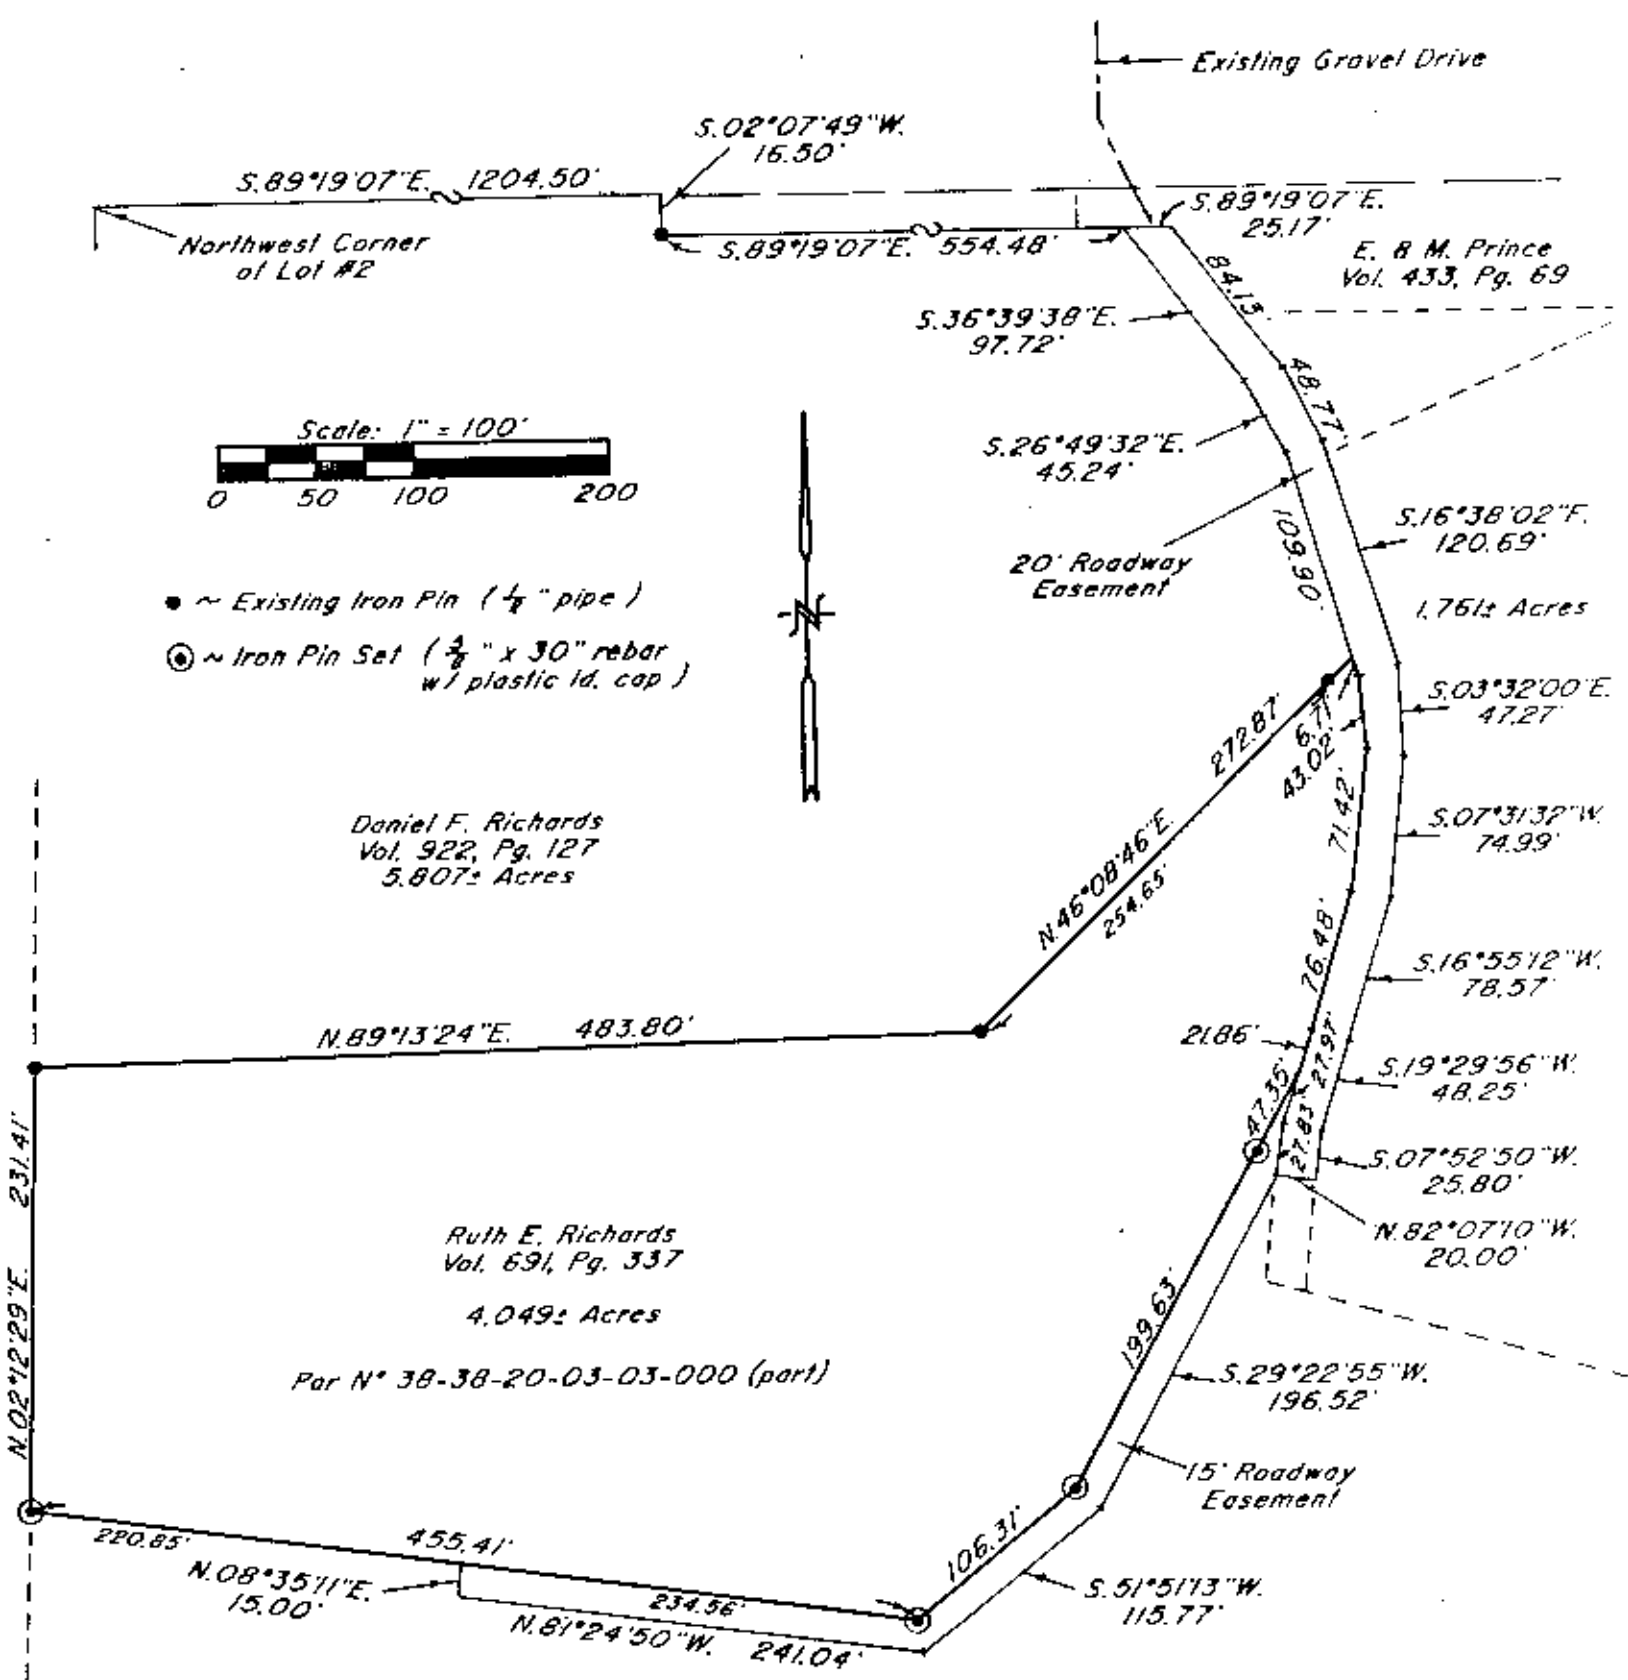 Existing Gravel Drive
S.02°07'49"W.
16.50'
S.89°19'07"E. 1204.50'
Northwest Corner
of Lot #2
S.89°19'07"E. 554.48'
S.89°19'07"E.
25.17'
E. & M. Prince
Vol. 433, Pg. 69
84.13'
S.36°39'38"E.
97.72'
48.77'
Scale: 1" = 100'
0 50 100 200
S.26°49'32"E.
45.24'
109.90'
S.16°38'02"E.
120.69'
20' Roadway
Easement
1.761± Acres
~ Existing Iron Pin ( 1/2" pipe )
~ Iron Pin Set ( 5/8" x 30" rebar
w/ plastic id. cap )
N
S.03°32'00"E.
47.27'
272.87'
6.71'
43.02'
71.42'
N.46°08'46"E.
254.65'
S.07°31'32"W.
74.99'
Daniel F. Richards
Vol. 922, Pg. 127
5.807± Acres
76.48'
S.16°55'12"W.
78.57'
N.89°13'24"E. 483.80'
21.86'
27.97'
S.19°29'56"W.
48.25'
47.35'
27.83'
S.07°52'50"W.
25.80'
N.82°07'10"W.
20.00'
N.02°12'29"E. 231.41'
Ruth E. Richards
Vol. 691, Pg. 337
4.049± Acres
Par N° 38-38-20-03-03-000 (part)
199.63'
S.29°22'55"W.
196.52'
15' Roadway
Easement
106.31'
S.51°51'13"W.
115.77'
220.85'
455.41'
N.08°35'11"E.
15.00'
234.56'
N.81°24'50"W. 241.04'